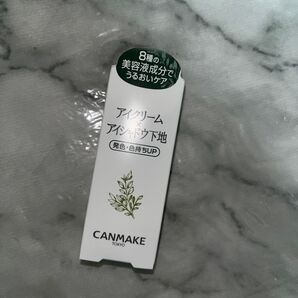 8種の
美容液成分で
うるおいケア
アイクリーム
アイシャドウ下地
発色・色持ちUP
CANMAKE
TOKYO